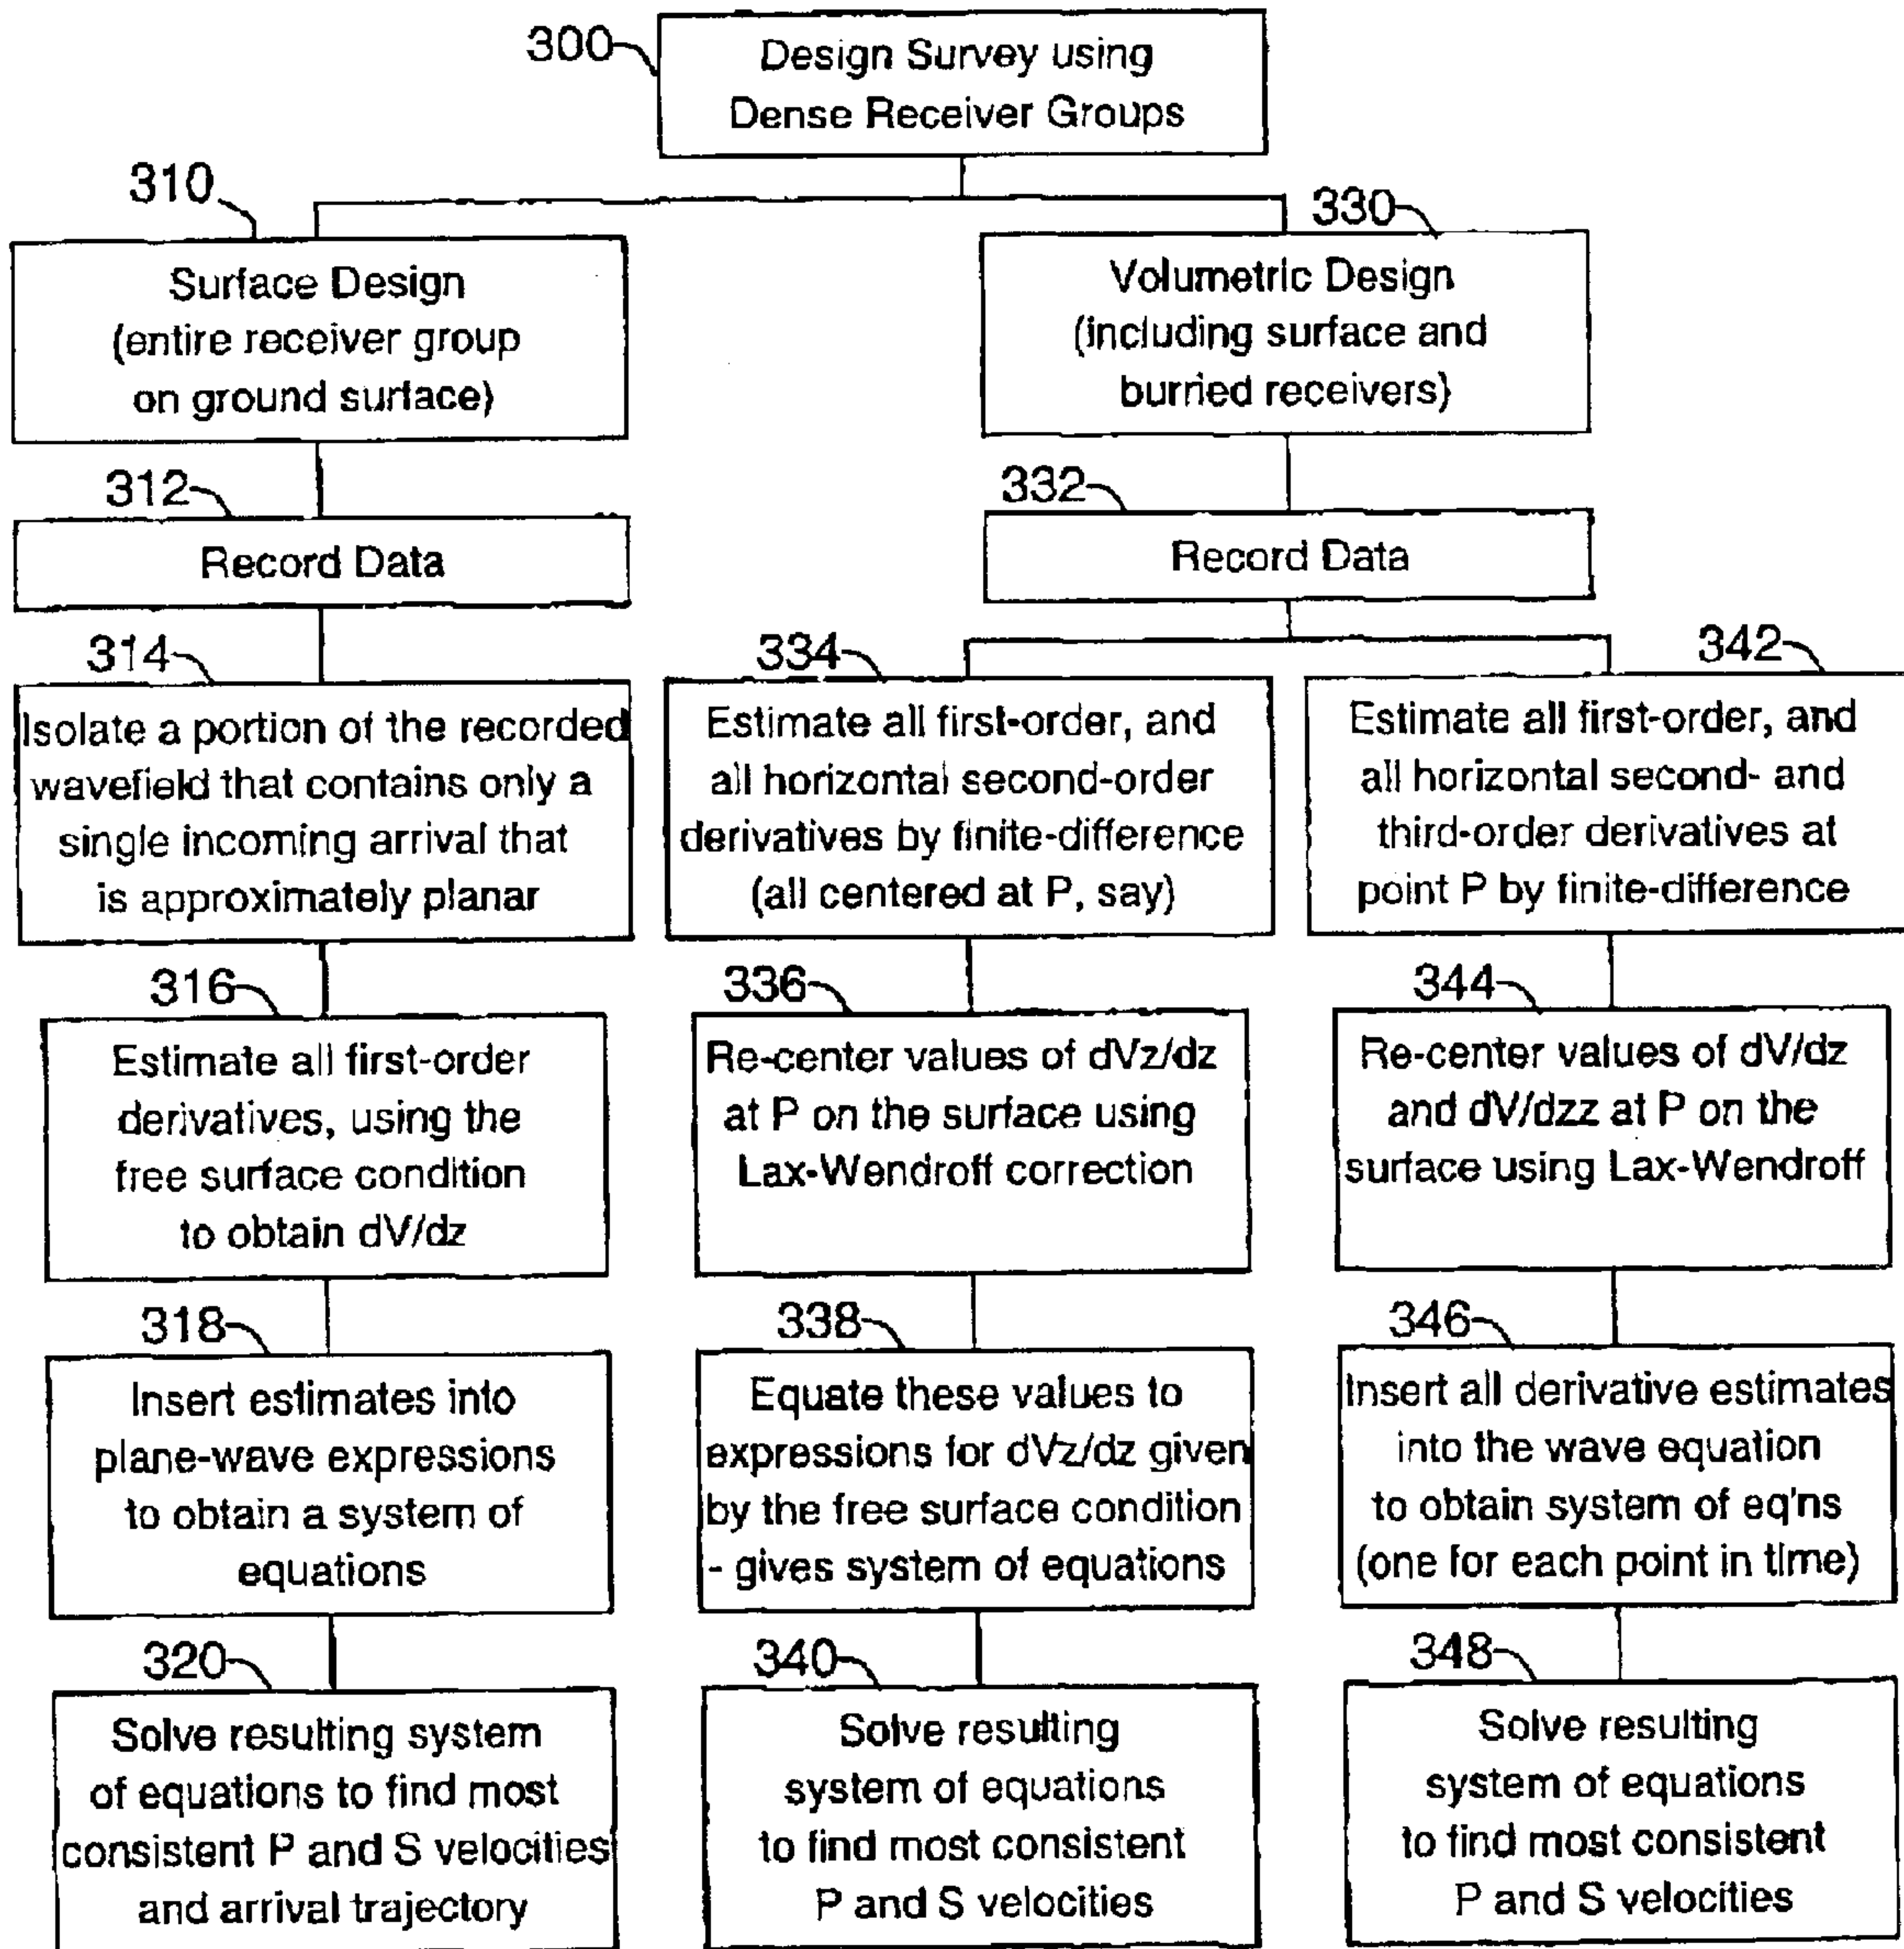 300
Design Survey using
Dense Receiver Groups
310
Surface Design
(entire receiver group
on ground surface)
330
Volumetric Design
(including surface and
burried receivers)
312
Record Data
332
Record Data
314
Isolate a portion of the recorded
wavefield that contains only a
single incoming arrival that
is approximately planar
334
Estimate all first-order, and
all horizontal second-order
derivatives by finite-difference
(all centered at P, say)
342
Estimate all first-order, and
all horizontal second- and
third-order derivatives at
point P by finite-difference
316
Estimate all first-order
derivatives, using the
free surface condition
to obtain dV/dz
336
Re-center values of dVz/dz
at P on the surface using
Lax-Wendroff correction
344
Re-center values of dV/dz
and dV/dzz at P on the
surface using Lax-Wendroff
318
Insert estimates into
plane-wave expressions
to obtain a system of
equations
338
Equate these values to
expressions for dVz/dz given
by the free surface condition
- gives system of equations
346
Insert all derivative estimates
into the wave equation
to obtain system of eq'ns
(one for each point in time)
320
Solve resulting system
of equations to find most
consistent P and S velocities
and arrival trajectory
340
Solve resulting
system of equations
to find most consistent
P and S velocities
348
Solve resulting
system of equations
to find most consistent
P and S velocities